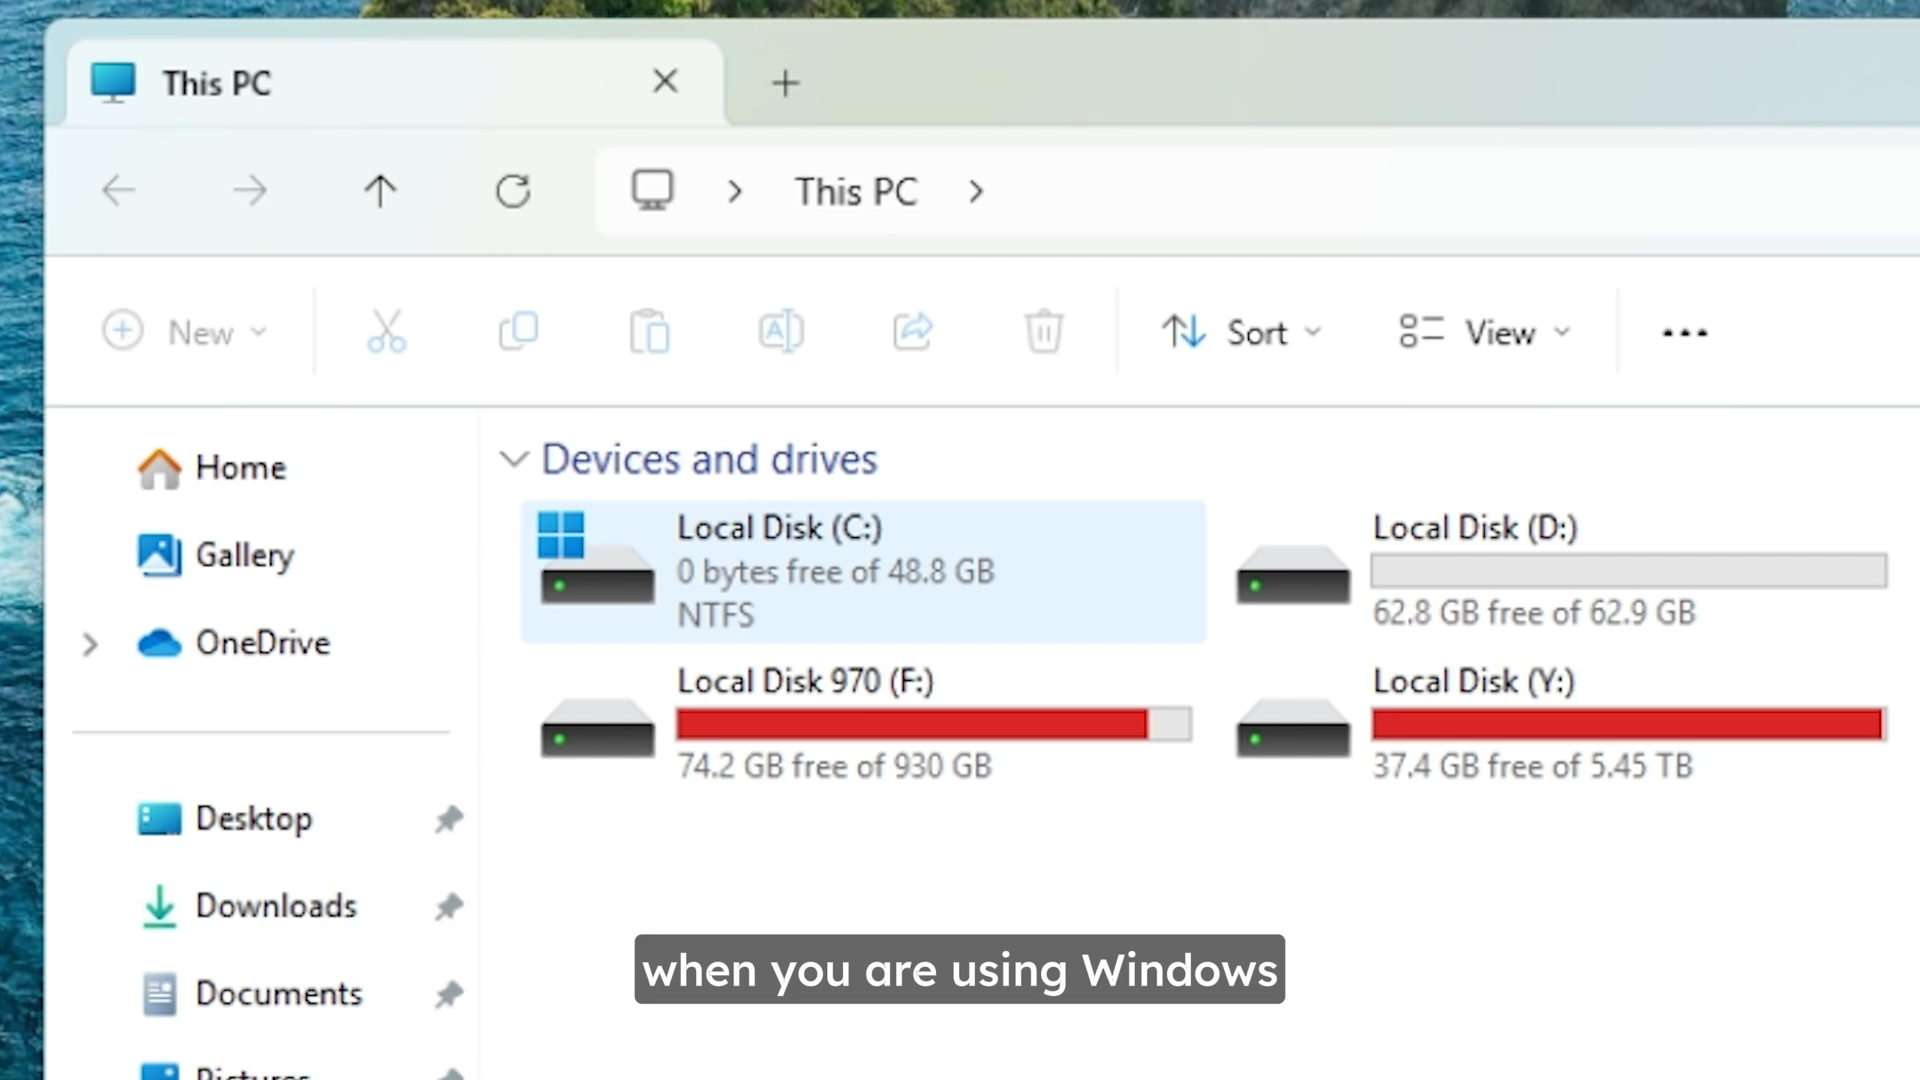 This PC
This PC
New
Sort
View
Home
Gallery
OneDrive
Desktop
Downloads
Documents
Pictures
Devices and drives
Local Disk (C:)
0 bytes free of 48.8 GB
NTFS
Local Disk (D:)
62.8 GB free of 62.9 GB
Local Disk 970 (F:)
74.2 GB free of 930 GB
Local Disk (Y:)
37.4 GB free of 5.45 TB
when you are using Windows